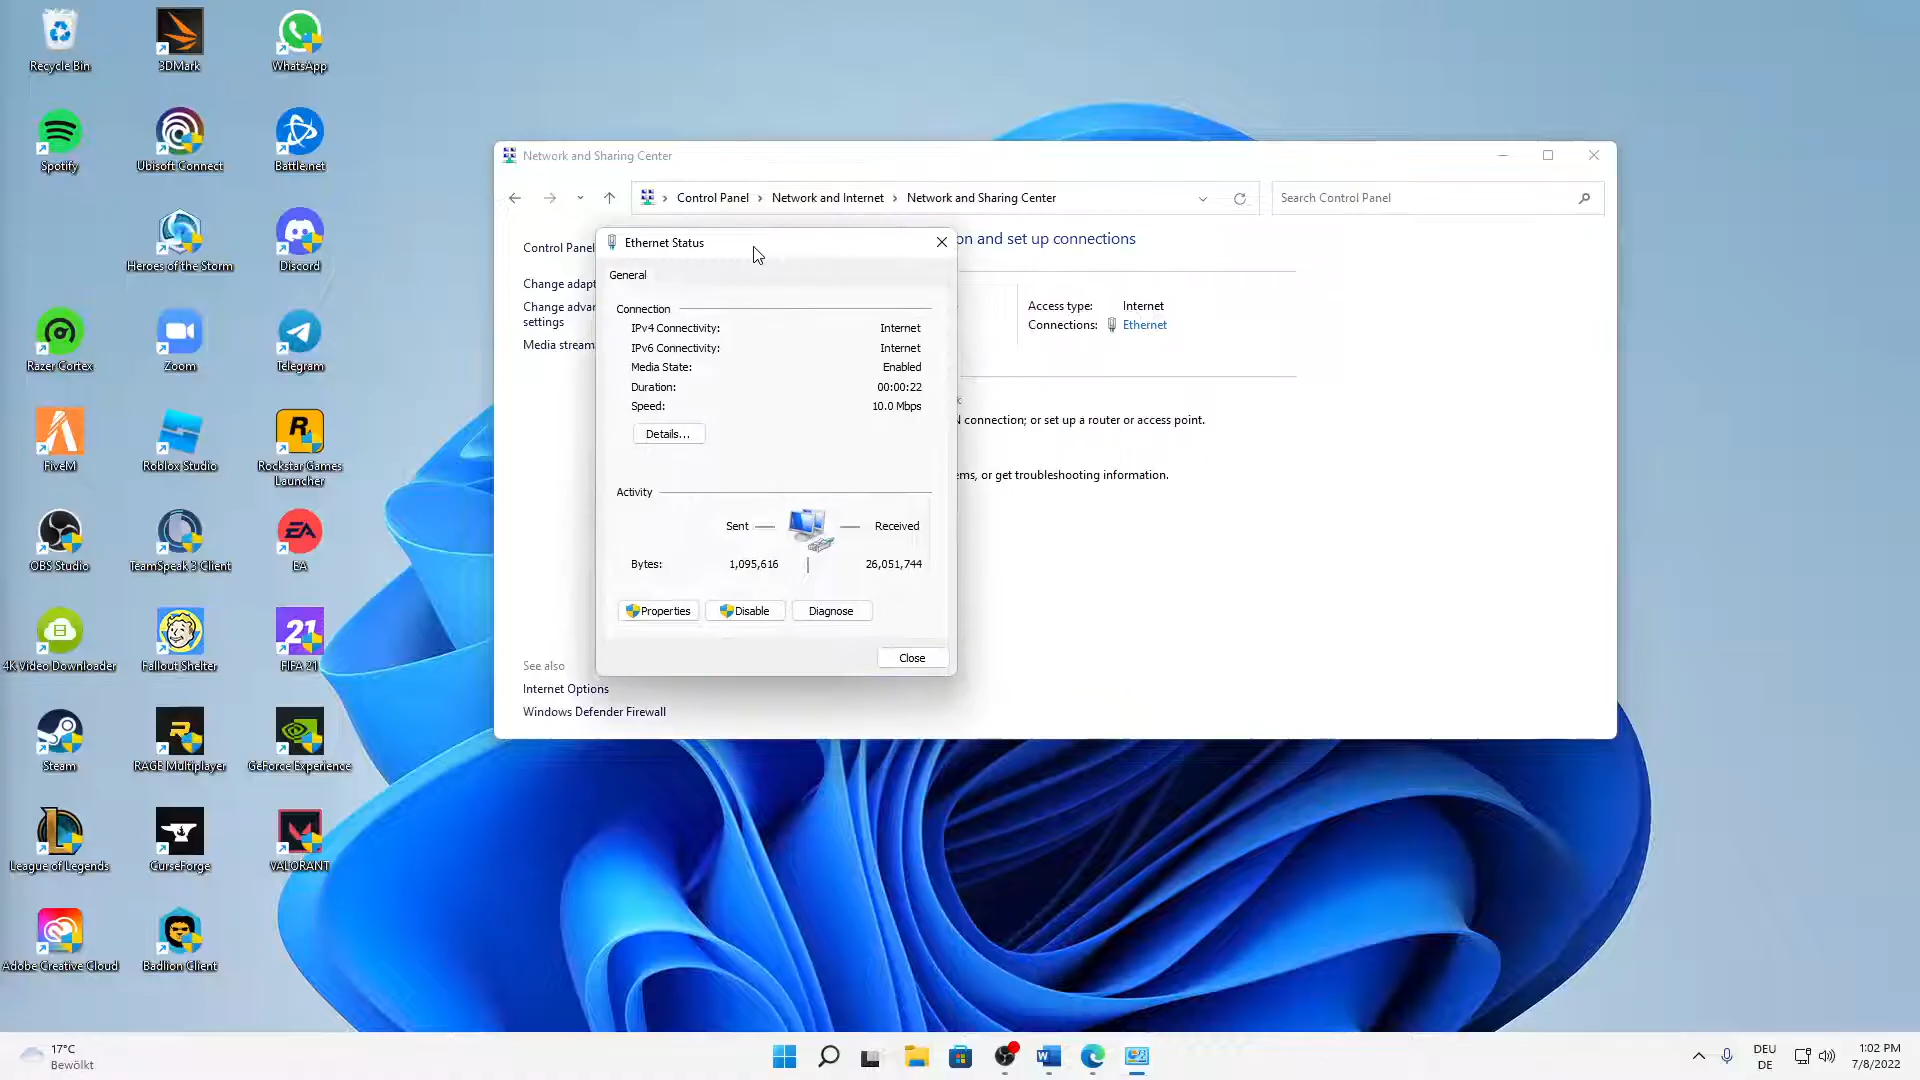 Recycle Bin
3DMark
WhatsApp
Spotify
Ubisoft Connect
Battle.net
Heroes of the Storm
Discord
Razer Cortex
Zoom
Telegram
FiveM
Roblox Studio
Rockstar Games
Launcher
OBS Studio
TeamSpeak 3 Client
EA
4K Video Downloader
Fallout Shelter
21
FIFA 21
Steam
RAGE Multiplayer
GeForce Experience
League of Legends
CurseForge
VALORANT
Adobe Creative Cloud
Badlion Client
Network and Sharing Center
Control Panel > Network and Internet > Network and Sharing Center
Search Control Panel
Control Panel
Change adapt
Change advan
settings
Media stream
on and set up connections
Access type: Internet
Connections: Ethernet
connection; or set up a router or access point.
ems, or get troubleshooting information.
See also
Internet Options
Windows Defender Firewall
Ethernet Status
General
Connection
IPv4 Connectivity: Internet
IPv6 Connectivity: Internet
Media State: Enabled
Duration: 00:00:22
Speed: 10.0 Mbps
Details...
Activity
Sent — — Received
Bytes: 1,095,616 | 26,051,744
Properties
Disable
Diagnose
Close
17°C
Bewölkt
DEU
DE
1:02 PM
7/8/2022